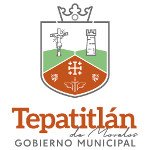 Tepatitlán
de Morelos
GOBIERNO MUNICIPAL